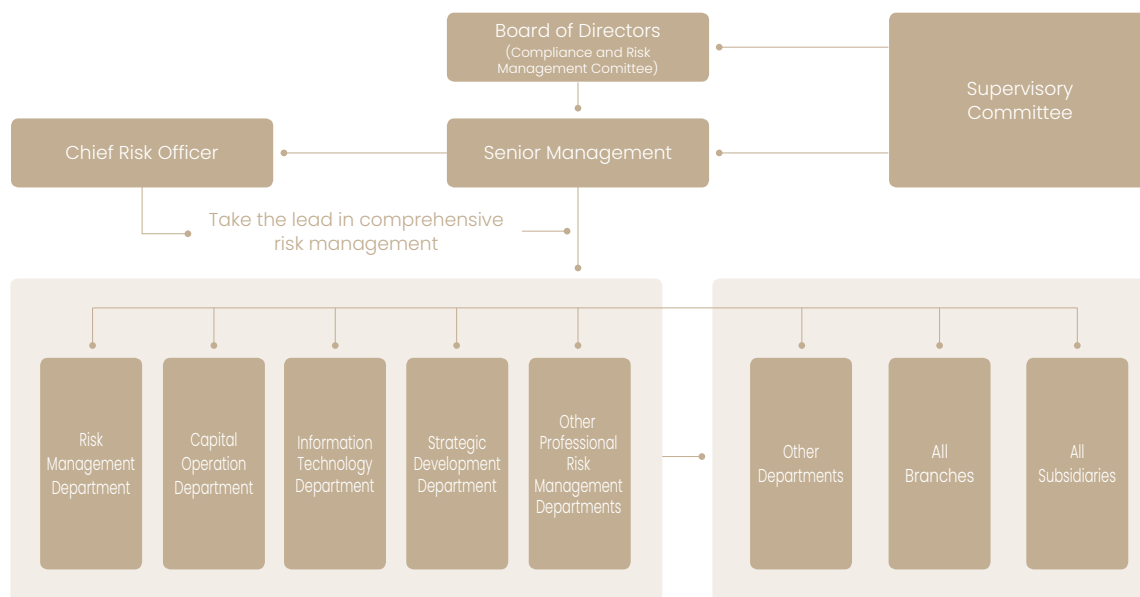 Board of Directors
(Compliance and Risk
Management Comittee)
Supervisory
Committee
Chief Risk Officer
Senior Management
Take the lead in comprehensive
risk management
Risk
Management
Department
Capital
Operation
Department
Information
Technology
Department
Strategic
Development
Department
Other
Professional
Risk
Management
Departments
Other
Departments
All
Branches
All
Subsidiaries